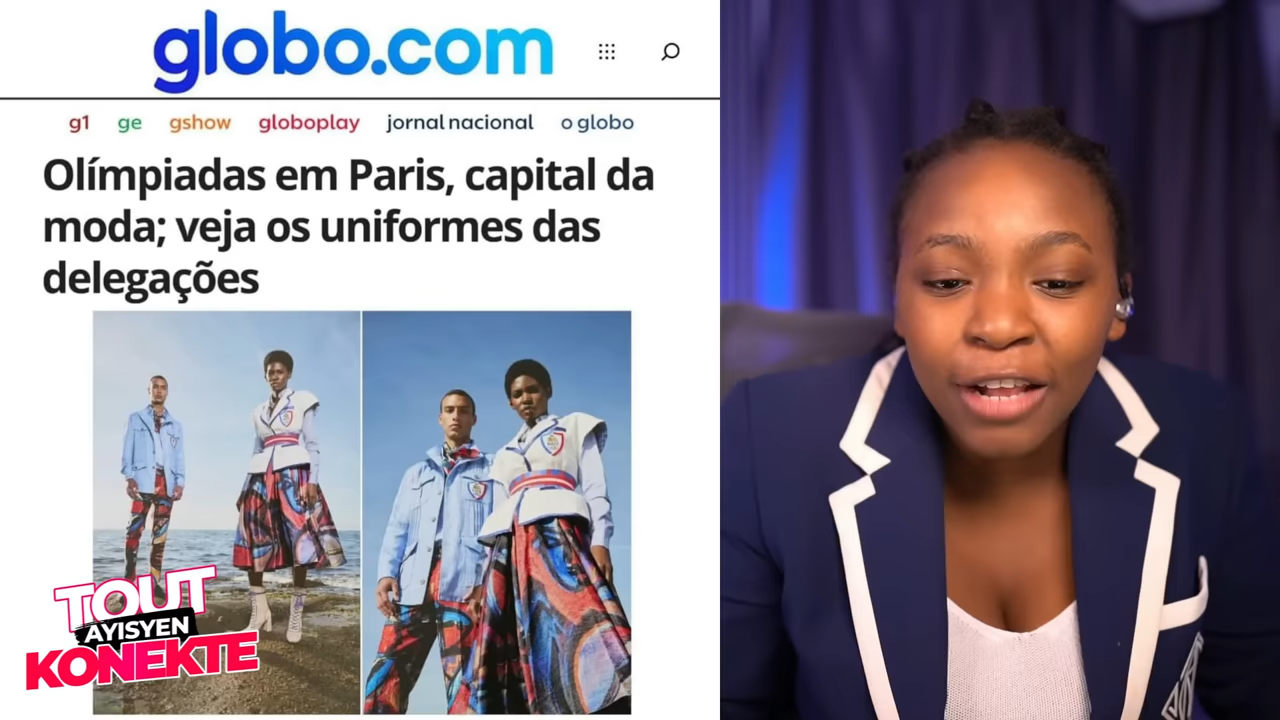 globo.com
g1 ge gshow globoplay jornal nacional o globo
Olímpiadas em Paris, capital da
moda; veja os uniformes das
delegações
TOUT
AYISYEN
KONEKTE